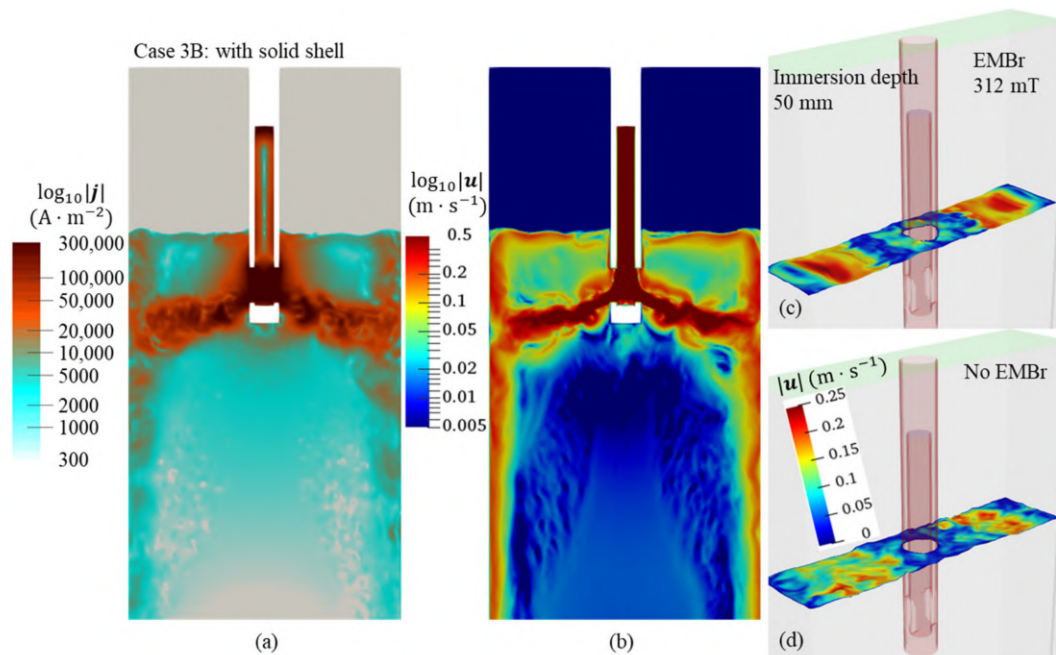 Case 3B: with solid shell
log₁₀|j|
(A · m⁻²)
300,000
100,000
50,000
20,000
10,000
5000
2000
1000
300
(a)
log₁₀|u|
(m · s⁻¹)
0.5
0.2
0.1
0.05
0.02
0.01
0.005
(b)
Immersion depth
50 mm
EMBr
312 mT
(c)
No EMBr
|u| (m · s⁻¹)
0.25
0.2
0.15
0.1
0.05
0
(d)